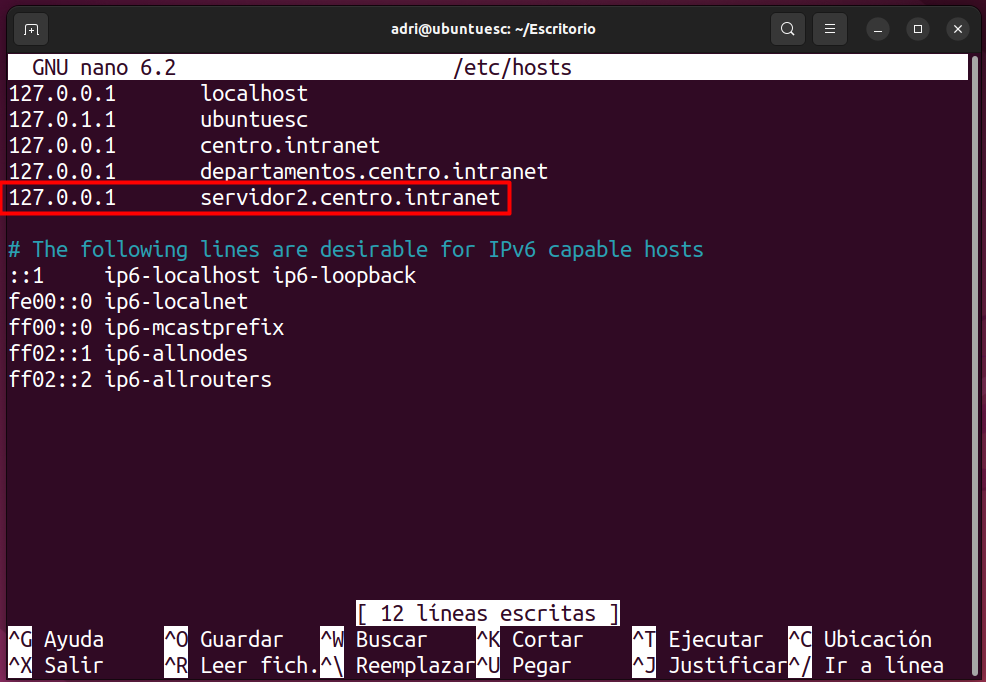 adri@ubuntuesc: ~/Escritorio
GNU nano 6.2 /etc/hosts
127.0.0.1 localhost
127.0.1.1 ubuntuesc
127.0.0.1 centro.intranet
127.0.0.1 departamentos.centro.intranet
127.0.0.1 servidor2.centro.intranet
# The following lines are desirable for IPv6 capable hosts
::1 ip6-localhost ip6-loopback
fe00::0 ip6-localnet
ff00::0 ip6-mcastprefix
ff02::1 ip6-allnodes
ff02::2 ip6-allrouters
[ 12 líneas escritas ]
^G Ayuda ^O Guardar ^W Buscar ^K Cortar ^T Ejecutar ^C Ubicación
^X Salir ^R Leer fich. ^\ Reemplazar ^U Pegar ^J Justificar ^/ Ir a línea